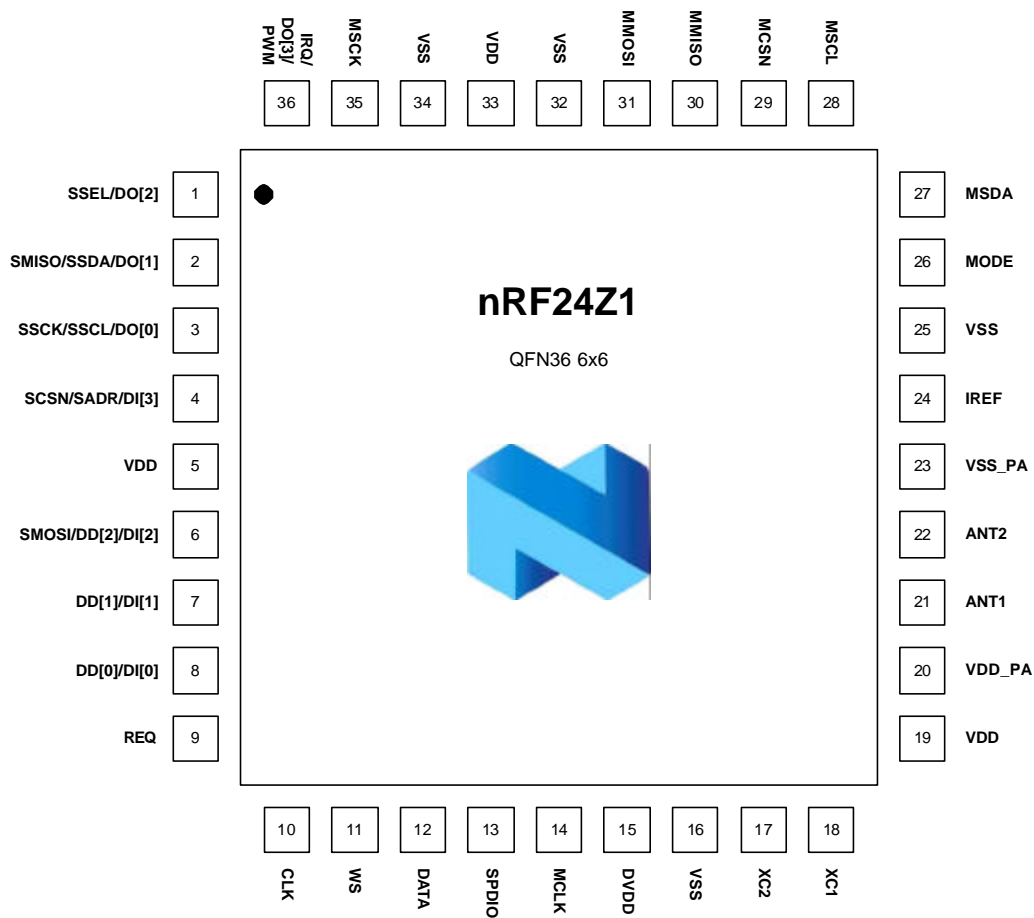 IRQ/
DO[3]/
PWM
MSCK
VSS
VDD
VSS
MMOSI
MMISO
MCSN
MSCL
36
35
34
33
32
31
30
29
28
SSEL/DO[2] 1
27 MSDA
SMISO/SSDA/DO[1] 2
26 MODE
nRF24Z1
SSCK/SSCL/DO[0] 3
25 VSS
QFN36 6x6
SCSN/SADR/DI[3] 4
24 IREF
VDD 5
23 VSS_PA
SMOSI/DD[2]/DI[2] 6
22 ANT2
DD[1]/DI[1] 7
21 ANT1
DD[0]/DI[0] 8
20 VDD_PA
REQ 9
19 VDD
10
11
12
13
14
15
16
17
18
CLK
WS
DATA
SPDIO
MCLK
DVDD
VSS
XC2
XC1